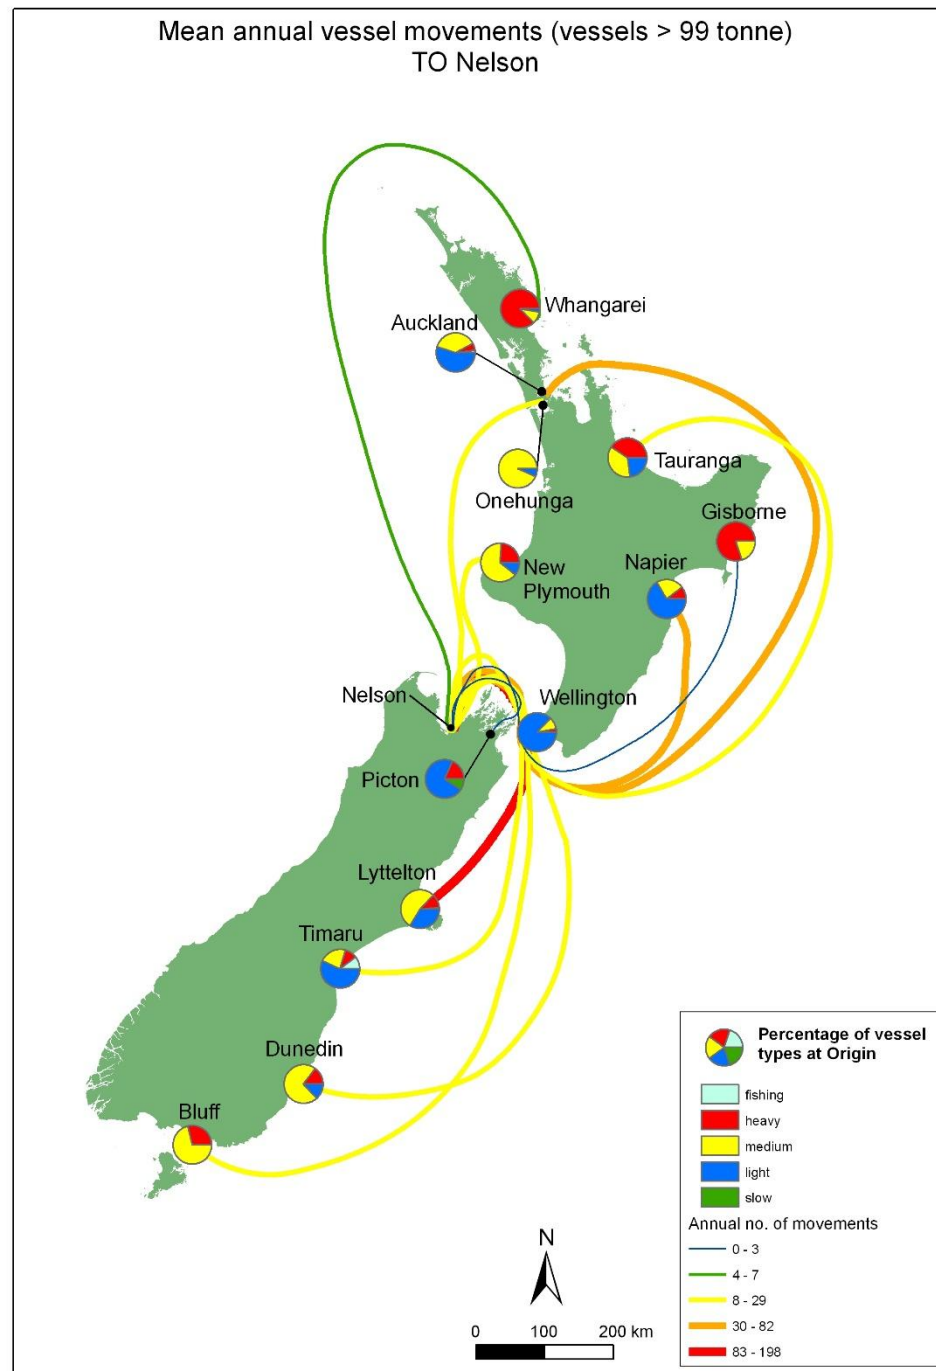 Mean annual vessel movements (vessels > 99 tonne)
TO Nelson
Whangarei
Auckland
Tauranga
Onehunga
Gisborne
Napier
New
Plymouth
Nelson
Wellington
Picton
Lyttelton
Timaru
Dunedin
Bluff
Percentage of vessel
types at Origin
fishing
heavy
medium
light
slow
Annual no. of movements
0 - 3
4 - 7
8 - 29
30 - 82
83 - 198
N
0 100 200 km